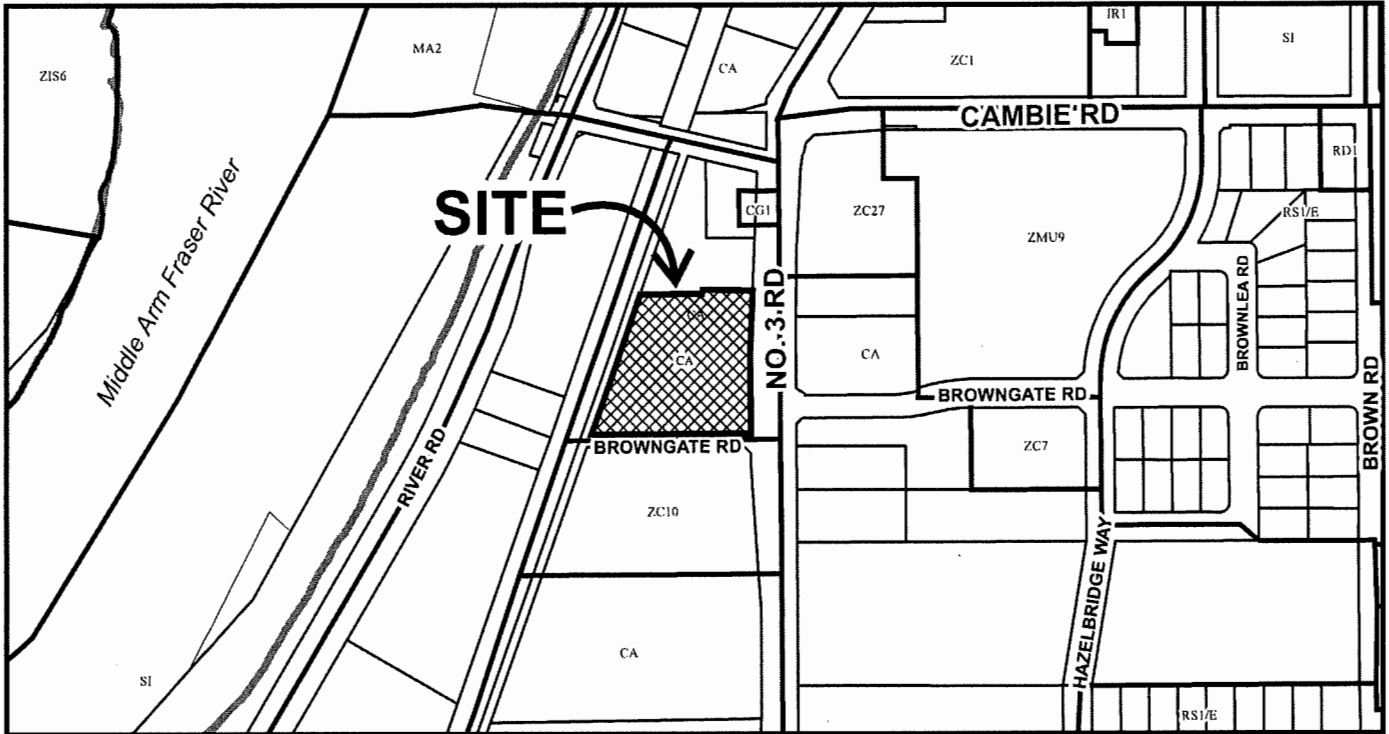 IR1
MA2
SI
ZIS6
CA
ZC1
CAMBIE RD
RD1
SITE
CG1
ZC27
RS1/E
ZMU9
Middle Arm Fraser River
NO. 3 RD
BROWNLEA RD
CA
CA
BROWNGATE RD
BROWN RD
RIVER RD
BROWNGATE RD
ZC7
ZC10
HAZELBRIDGE WAY
CA
SI
RS1/E